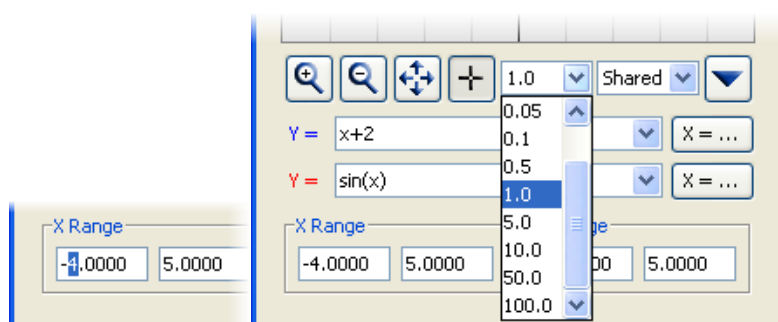 1.0 Shared
0.05
Y = x+2 0.1 X = ...
0.5
Y = sin(x) 1.0 X = ...
X Range X Range 5.0 ge
-4.0000 5.0000 -4.0000 5.0000 10.0 00 5.0000
50.0
100.0